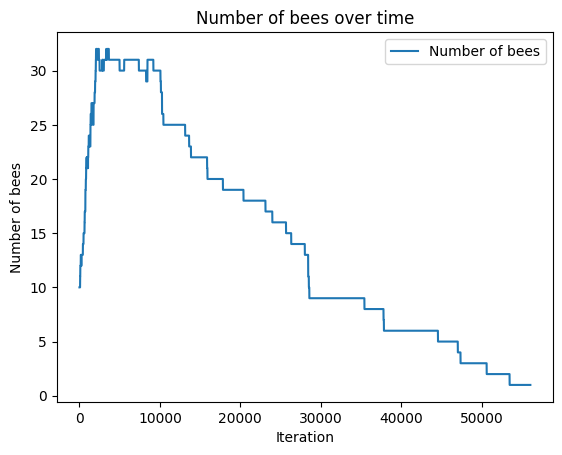 Number of bees over time
Number of bees
Number of bees
30
25
20
15
10
5
0
0 10000 20000 30000 40000 50000
Iteration